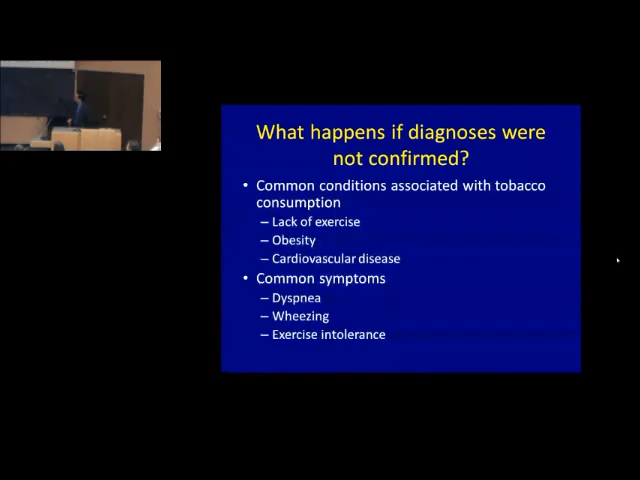 What happens if diagnoses were
not confirmed?
• Common conditions associated with tobacco
consumption
– Lack of exercise
– Obesity
– Cardiovascular disease
• Common symptoms
– Dyspnea
– Wheezing
– Exercise intolerance